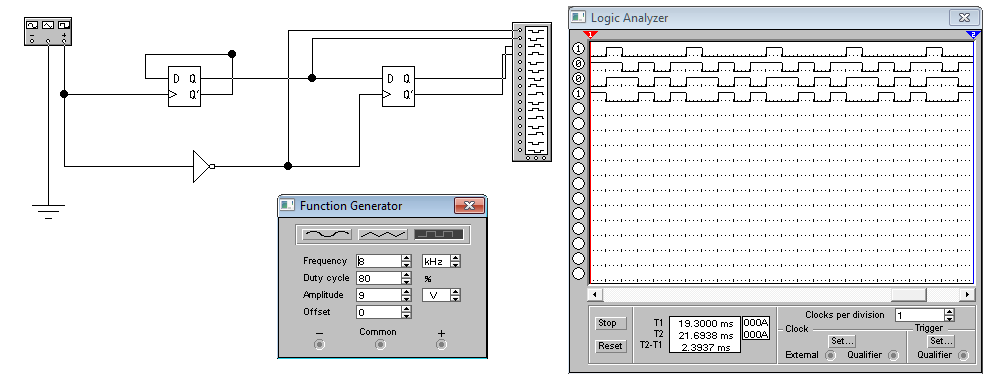 − +
D Q
Q'
D Q
Q'
Function Generator
Frequency 8 kHz
Duty cycle 80 %
Amplitude 9 V
Offset 0
− Common +
Logic Analyzer
1 2
1
0
0
1
Clocks per division 1
Stop
Reset
T1 19.3000 ms 000A
T2 21.6938 ms 000A
T2-T1 2.3937 ms
Clock
Set...
External Qualifier
Trigger
Set...
Qualifier